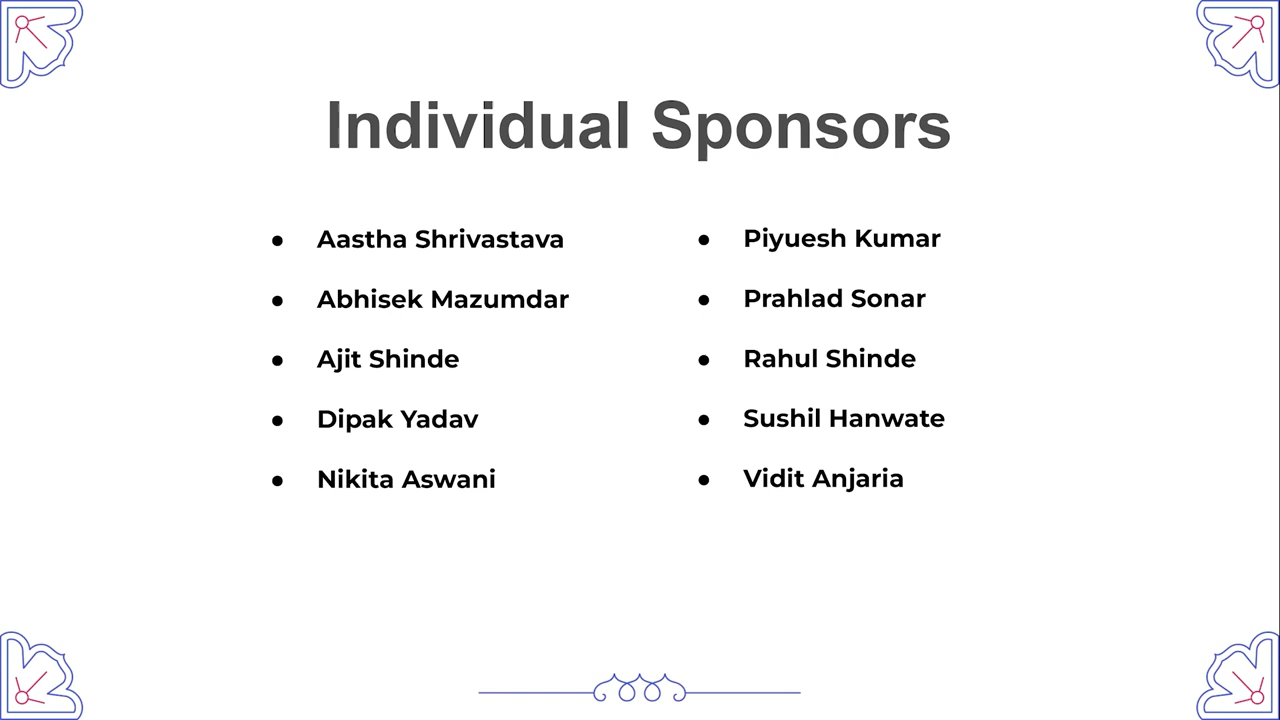 Individual Sponsors
● Aastha Shrivastava
● Abhisek Mazumdar
● Ajit Shinde
● Dipak Yadav
● Nikita Aswani
● Piyuesh Kumar
● Prahlad Sonar
● Rahul Shinde
● Sushil Hanwate
● Vidit Anjaria